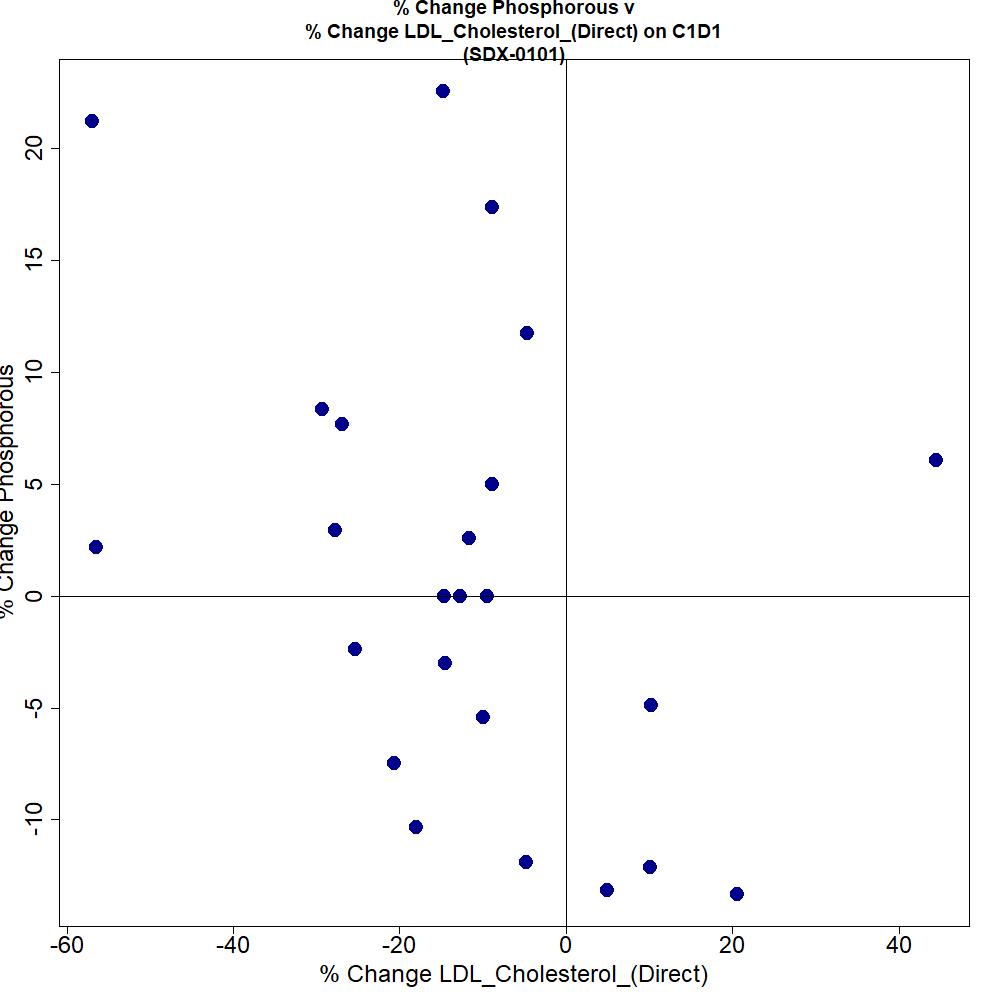 % Change Phosphorous v
% Change LDL_Cholesterol_(Direct) on C1D1
(SDX-0101)
20
15
10
5
0
-5
-10
% Change Phosphorous
-60
-40
-20
0
20
40
% Change LDL_Cholesterol_(Direct)